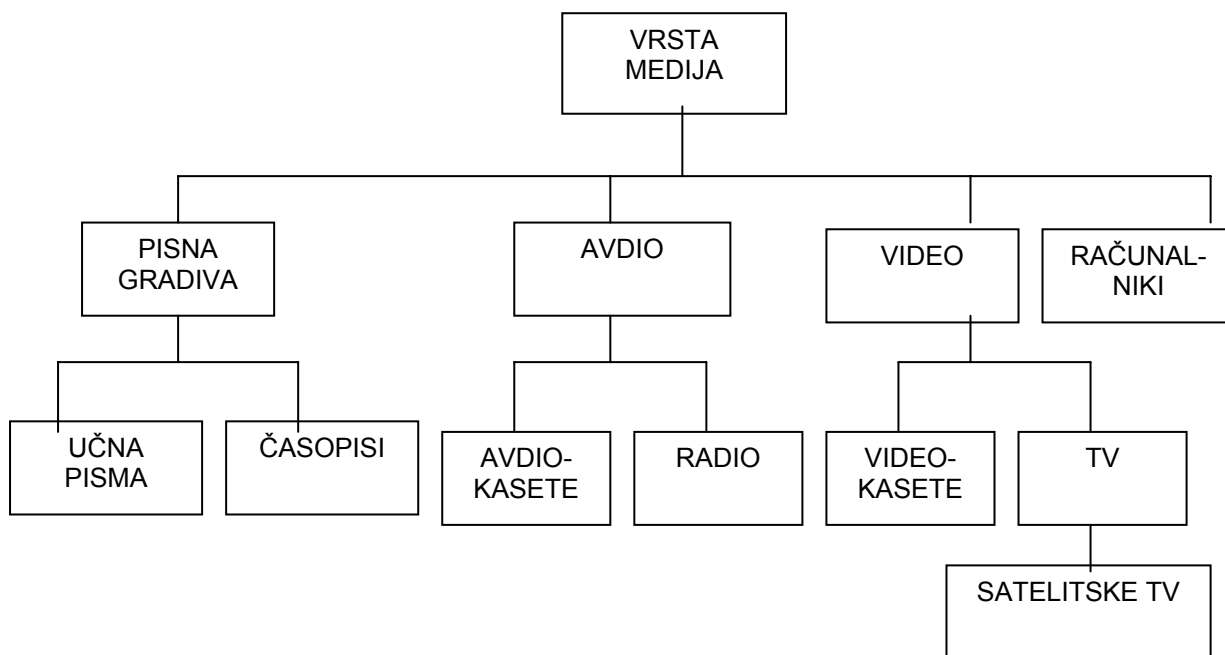 VRSTA
MEDIJA
PISNA
GRADIVA
AVDIO
VIDEO
RAČUNAL-
NIKI
UČNA
PISMA
ČASOPISI
AVDIO-
KASETE
RADIO
VIDEO-
KASETE
TV
SATELITSKE TV